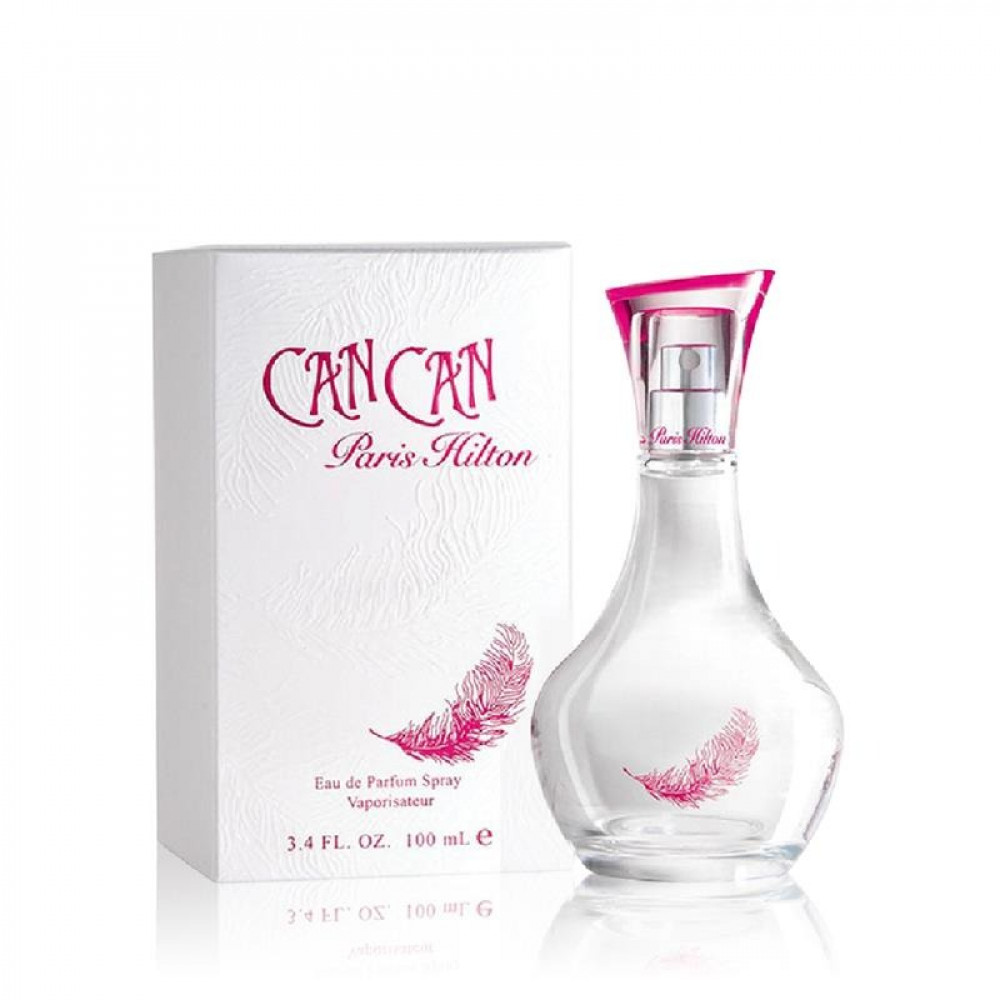 CAN CAN
Paris Hilton
Eau de Parfum Spray
Vaporisateur
3.4 FL. OZ. 100 mL e
Paris Hilton